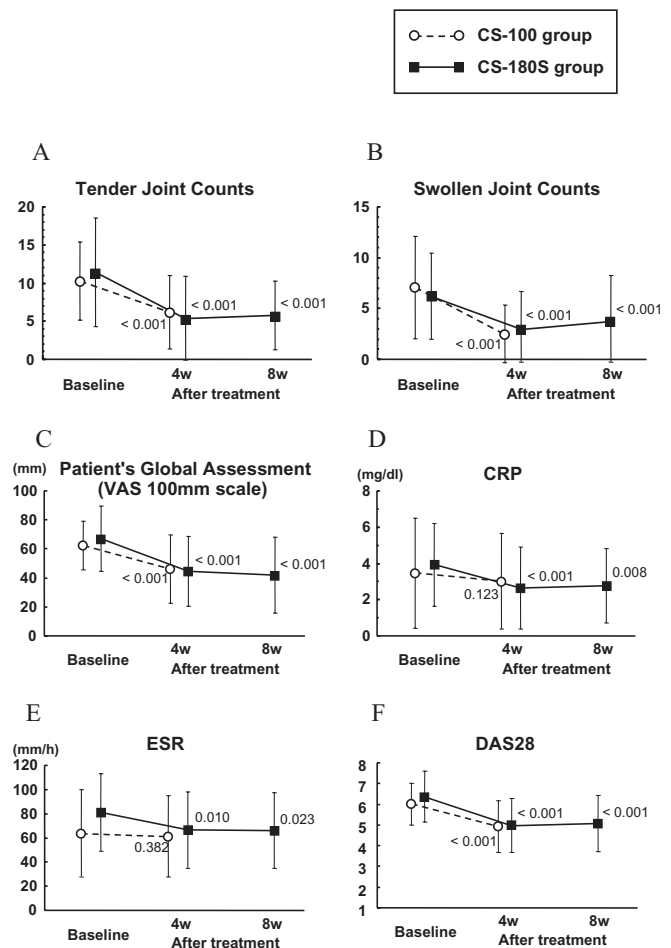 CS-100 group
CS-180S group
A
Tender Joint Counts
20
15
10
5
0
< 0.001
< 0.001
< 0.001
Baseline
4w
8w
After treatment
B
Swollen Joint Counts
15
10
5
0
< 0.001
< 0.001
< 0.001
Baseline
4w
8w
After treatment
C
(mm)
Patient's Global Assessment
(VAS 100mm scale)
100
80
60
40
20
0
< 0.001
< 0.001
< 0.001
Baseline
4w
8w
After treatment
D
(mg/dl)
CRP
8
6
4
2
0
0.123
< 0.001
0.008
Baseline
4w
8w
After treatment
E
(mm/h)
ESR
120
100
80
60
40
20
0
0.382
0.010
0.023
Baseline
4w
8w
After treatment
F
DAS28
8
7
6
5
4
3
2
1
< 0.001
< 0.001
< 0.001
Baseline
4w
8w
After treatment